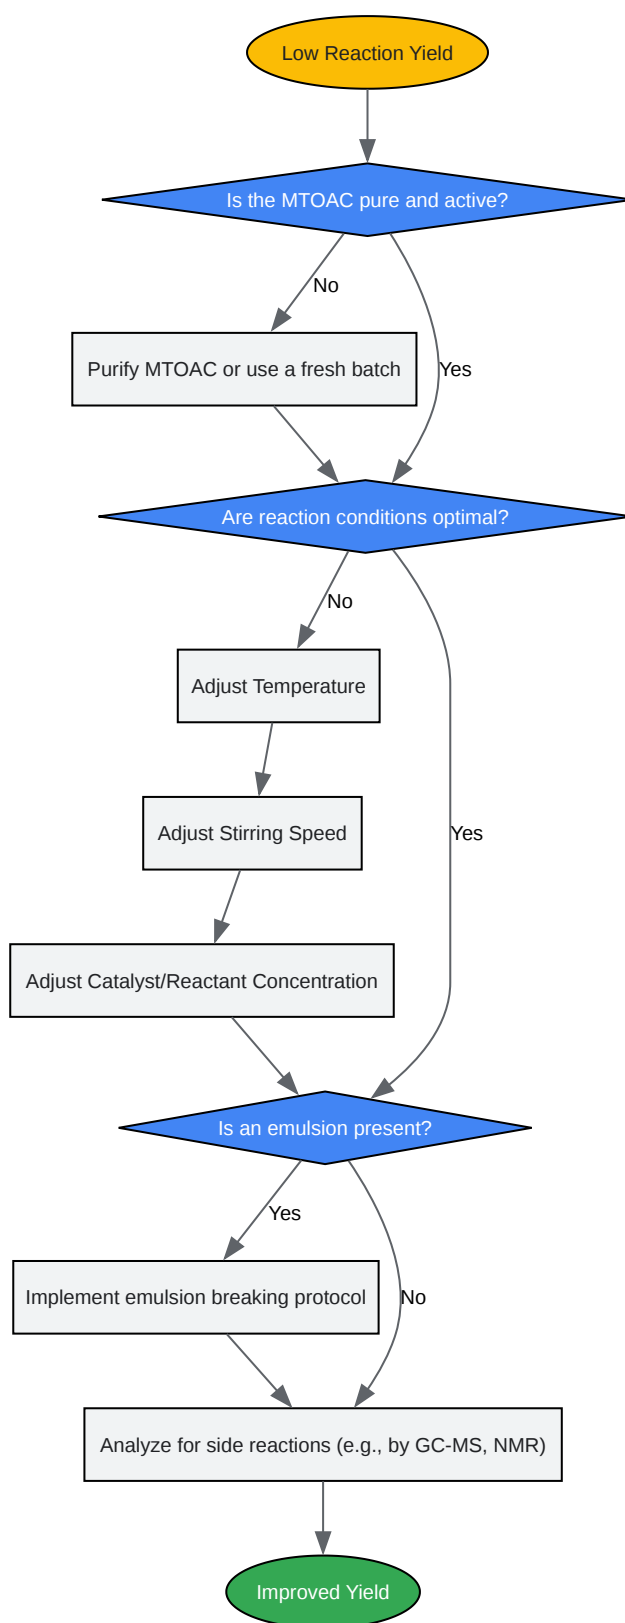 Low Reaction Yield
Is the MTOAC pure and active?
No
Purify MTOAC or use a fresh batch
Yes
Are reaction conditions optimal?
No
Adjust Temperature
Adjust Stirring Speed
Yes
Adjust Catalyst/Reactant Concentration
Is an emulsion present?
Yes
Implement emulsion breaking protocol
No
Analyze for side reactions (e.g., by GC-MS, NMR)
Improved Yield